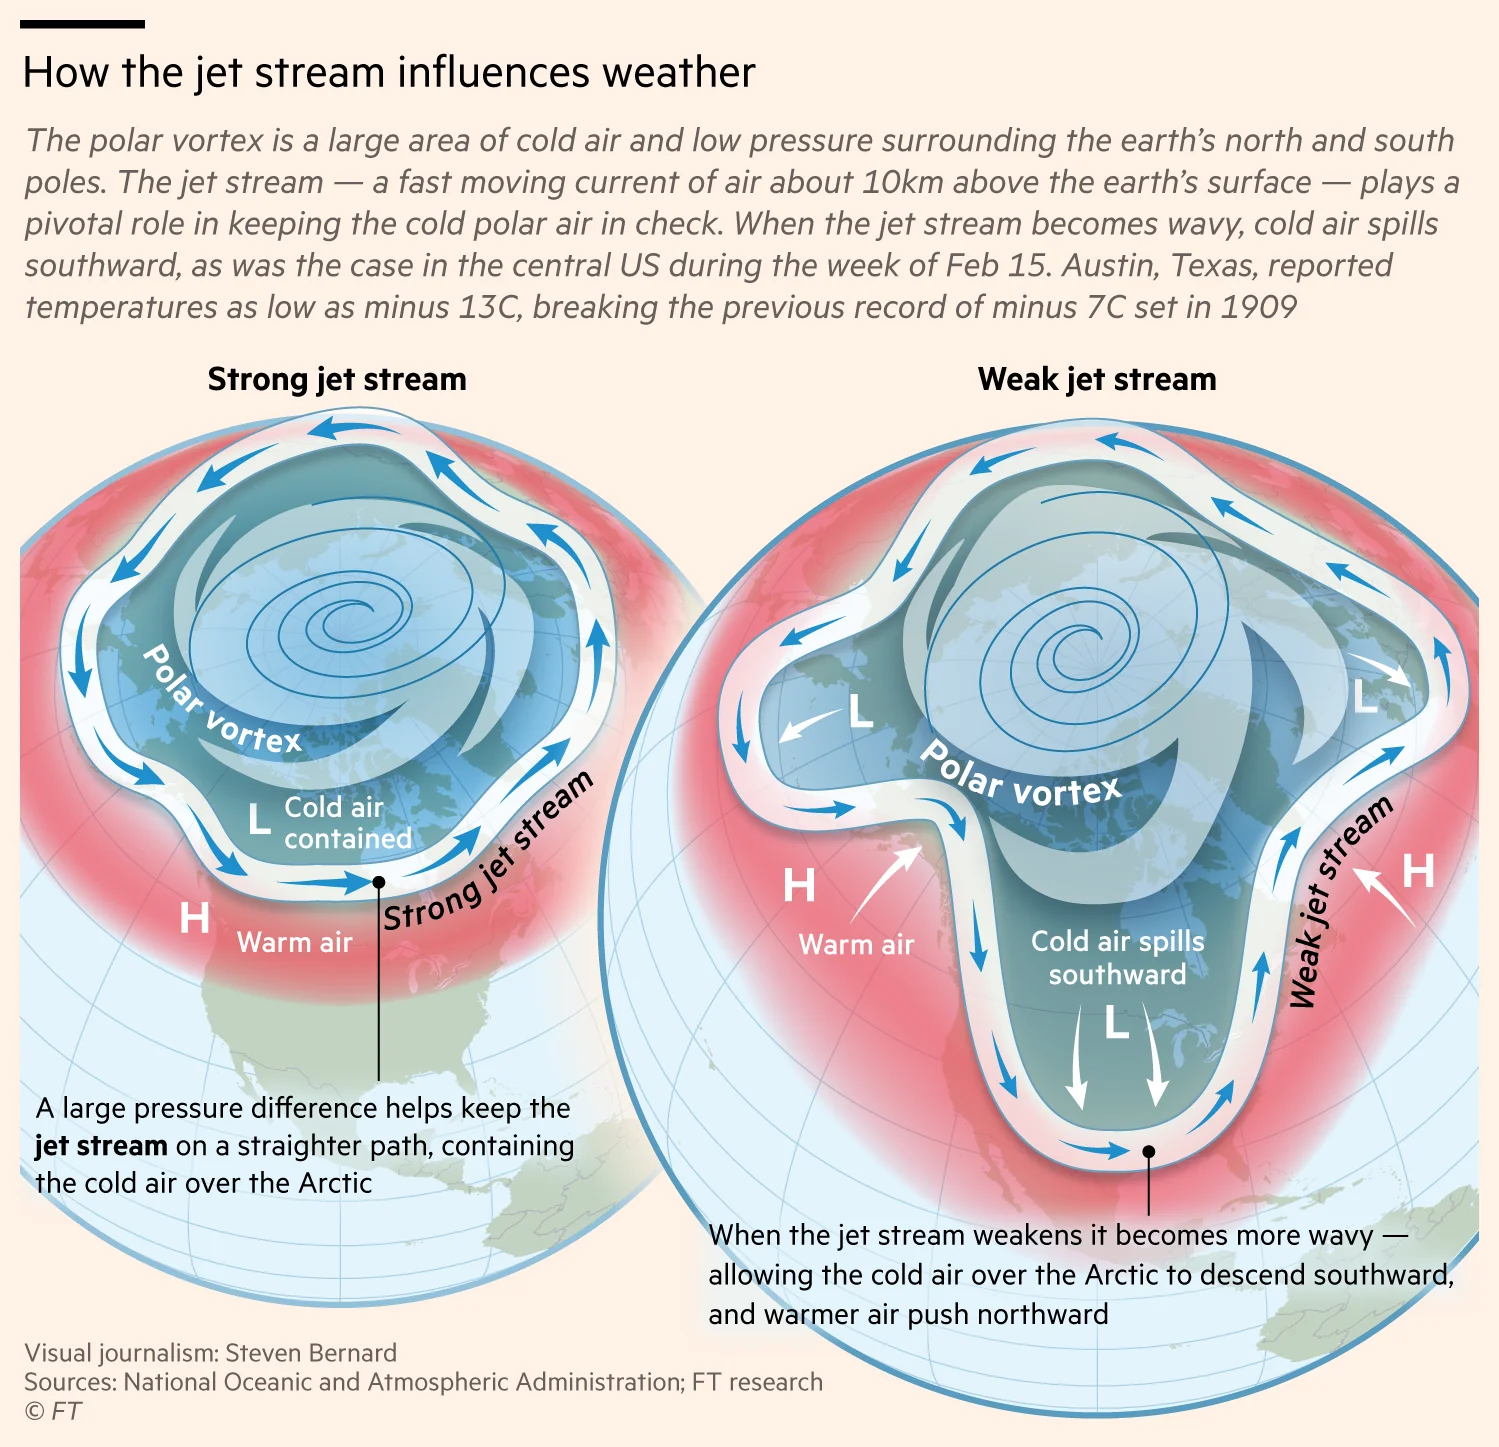 How the jet stream influences weather
The polar vortex is a large area of cold air and low pressure surrounding the earth's north and south
poles. The jet stream — a fast moving current of air about 10km above the earth's surface — plays a
pivotal role in keeping the cold polar air in check. When the jet stream becomes wavy, cold air spills
southward, as was the case in the central US during the week of Feb 15. Austin, Texas, reported
temperatures as low as minus 13C, breaking the previous record of minus 7C set in 1909
Strong jet stream
Polar vortex
L
Cold air
contained
Strong jet stream
H
Warm air
A large pressure difference helps keep the
jet stream on a straighter path, containing
the cold air over the Arctic
Weak jet stream
L
L
Polar vortex
H
Warm air
H
Weak jet stream
Cold air spills
southward
L
When the jet stream weakens it becomes more wavy —
allowing the cold air over the Arctic to descend southward,
and warmer air push northward
Visual journalism: Steven Bernard
Sources: National Oceanic and Atmospheric Administration; FT research
© FT